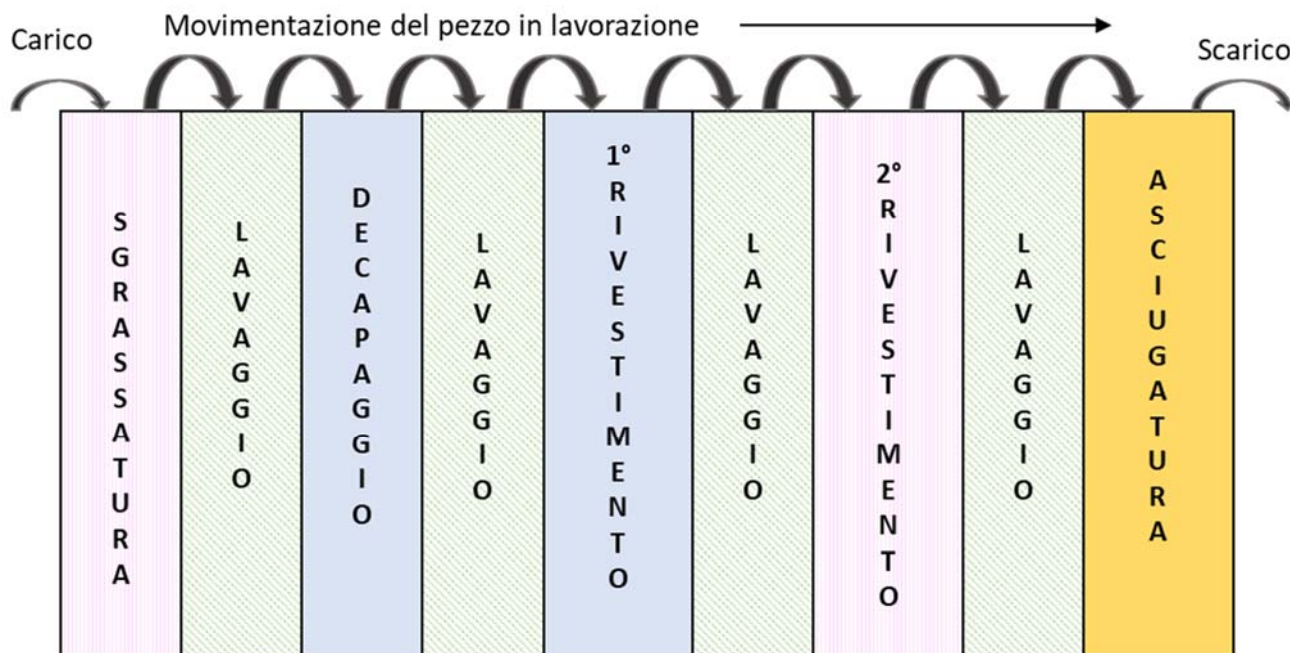 Movimentazione del pezzo in lavorazione
Carico
Scarico
SGRASSATURA
LAVAGGIO
DECAPAGGIO
LAVAGGIO
1° RIVESTIMENTO
LAVAGGIO
2° RIVESTIMENTO
LAVAGGIO
ASCIUGATURA